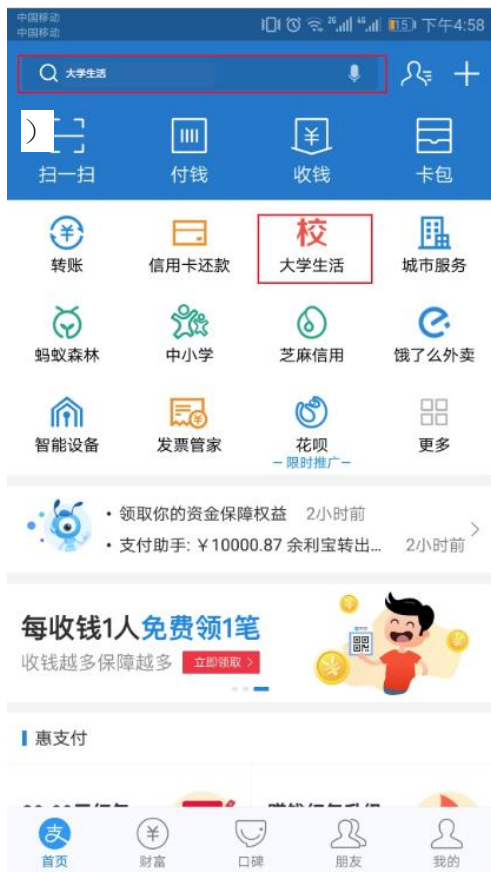 中国移动
中国移动
2G 4G 15 下午4:58
大学生活
)
扫一扫 付钱 收钱 卡包
校
转账 信用卡还款 大学生活 城市服务
蚂蚁森林 中小学 芝麻信用 饿了么外卖
智能设备 发票管家 花呗 更多
限时推广
• 领取你的资金保障权益 2小时前
• 支付助手: ¥10000.87 余利宝转出... 2小时前
每收钱1人免费领1笔
收钱越多保障越多 立即领取 >
惠支付
支
首页 财富 口碑 朋友 我的